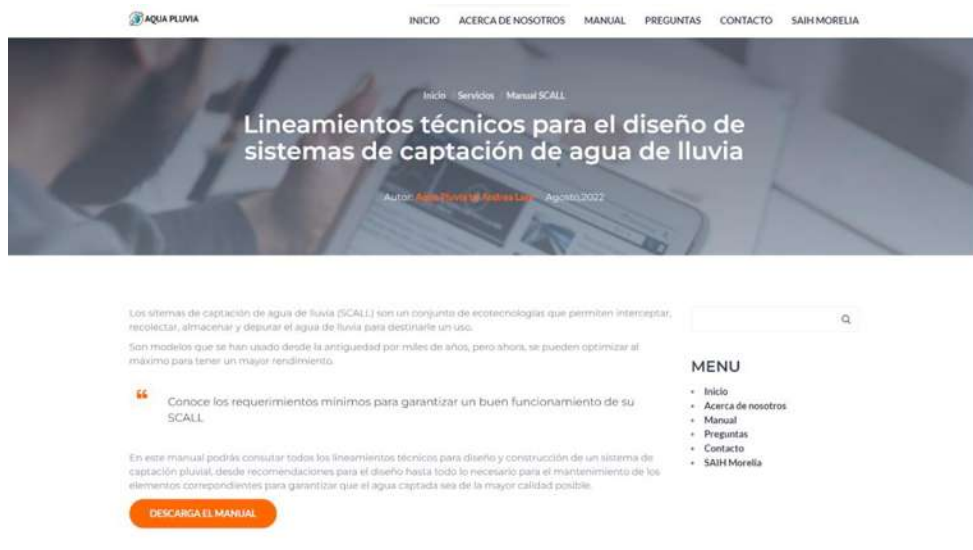 AQUA PLUVIA
INICIO ACERCA DE NOSOTROS MANUAL PREGUNTAS CONTACTO SAIH MORELIA
Inicio Servicios Manual SCALL
Lineamientos técnicos para el diseño de
sistemas de captación de agua de lluvia
Autor: Agosto,2022
Los sitemas de captación de agua de lluvia (SCALL) son un conjunto de ecotecnologías que permiten interceptar,
recolectar, almacenar y depurar el agua de lluvia para destinarle un uso.
Son modelos que se han usado desde la antiguedad por miles de años, pero ahora, se pueden optimizar al
máximo para tener un mayor rendimiento.
“ Conoce los requerimientos mínimos para garantizar un buen funcionamiento de su
SCALL
En este manual podrás consutar todos los lineamientos técnicos para diseño y construcción de un sistema de
captación pluvial, desde recomendaciones para el diseño hasta todo lo necesario para el mantenimiento de los
elementos correpondientes para garantizar que el agua captada sea de la mayor calidad posible.
DESCARGA EL MANUAL
MENU
Inicio
Acerca de nosotros
Manual
Preguntas
Contacto
SAIH Morelia